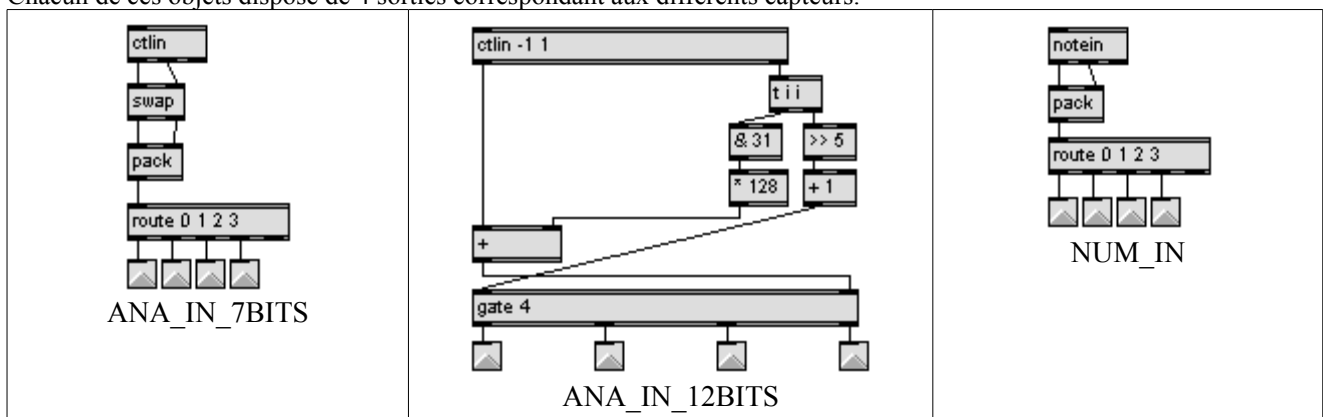 Chacun de ces objets dispose de 4 sorties correspondant aux différents capteurs.
ctlin
swap
pack
route 0 1 2 3
ANA_IN_7BITS
ctlin -1 1
t i i
& 31
>> 5
* 128
+ 1
+
gate 4
ANA_IN_12BITS
notein
pack
route 0 1 2 3
NUM_IN